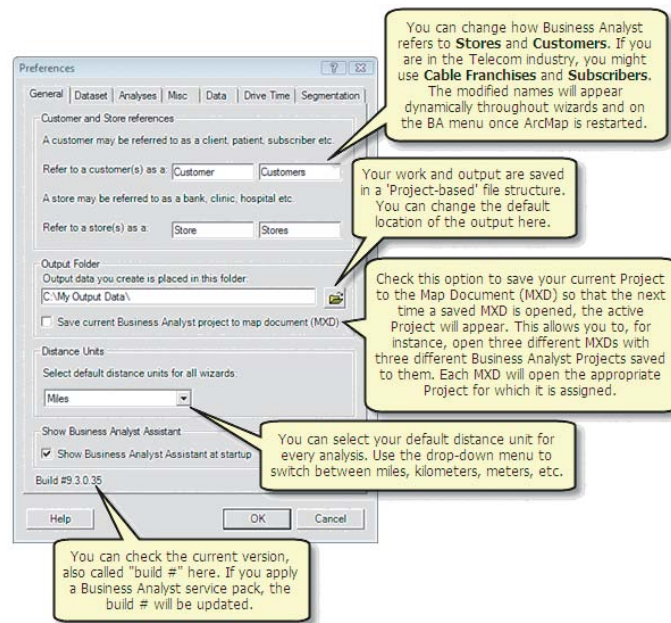 You can change how Business Analyst
refers to Stores and Customers. If you
are in the Telecom industry, you might
use Cable Franchises and Subscribers.
The modified names will appear
dynamically throughout wizards and on
the BA menu once ArcMap is restarted.
Preferences
General Dataset Analyses Misc Data Drive Time Segmentation
Customer and Store references
A customer may be referred to as a client, patient, subscriber etc.
Refer to a customer(s) as a: Customer Customers
A store may be referred to as a bank, clinic, hospital etc.
Refer to a store(s) as a: Store Stores
Your work and output are saved
in a 'Project-based' file structure.
You can change the default
location of the output here.
Output Folder
Output data you create is placed in this folder:
C:\My Output Data\
Save current Business Analyst project to map document (MXD)
Check this option to save your current Project
to the Map Document (MXD) so that the next
time a saved MXD is opened, the active
Project will appear. This allows you to, for
instance, open three different MXDs with
three different Business Analyst Projects saved
to them. Each MXD will open the appropriate
Project for which it is assigned.
Distance Units
Select default distance units for all wizards:
Miles
You can select your default distance unit for
every analysis. Use the drop-down menu to
switch between miles, kilometers, meters, etc.
Show Business Analyst Assistant
Show Business Analyst Assistant at startup
Build #9.3.0.35
Help OK Cancel
You can check the current version,
also called "build #" here. If you apply
a Business Analyst service pack, the
build # will be updated.